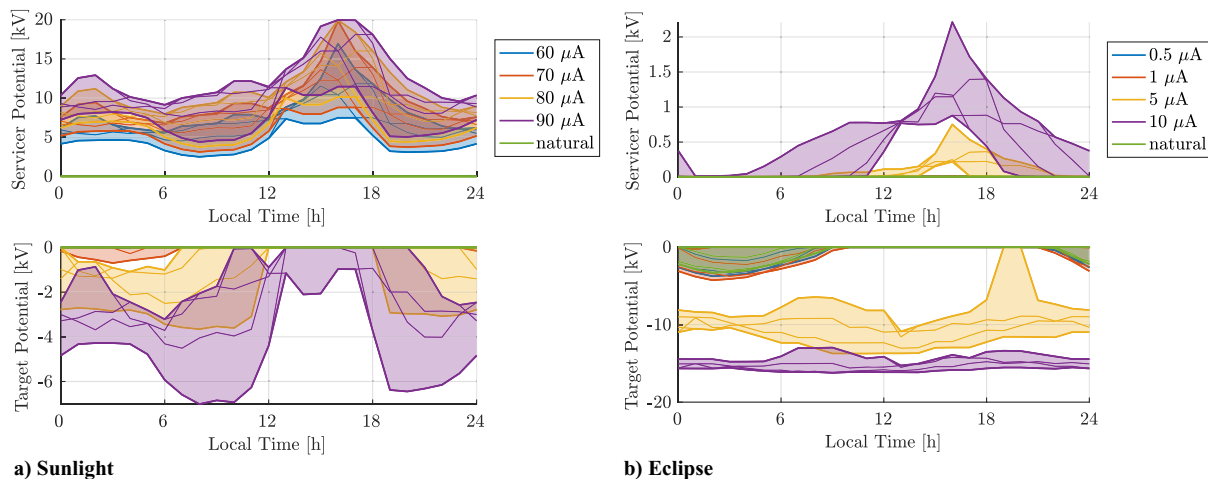 20
15
10
5
0
Servicer Potential [kV]
0 6 12 18 24
Local Time [h]
60 μA
70 μA
80 μA
90 μA
natural
0
-2
-4
-6
Target Potential [kV]
0 6 12 18 24
Local Time [h]
a) Sunlight
2
1.5
1
0.5
0
Servicer Potential [kV]
0 6 12 18 24
Local Time [h]
0.5 μA
1 μA
5 μA
10 μA
natural
0
-10
-20
Target Potential [kV]
0 6 12 18 24
Local Time [h]
b) Eclipse